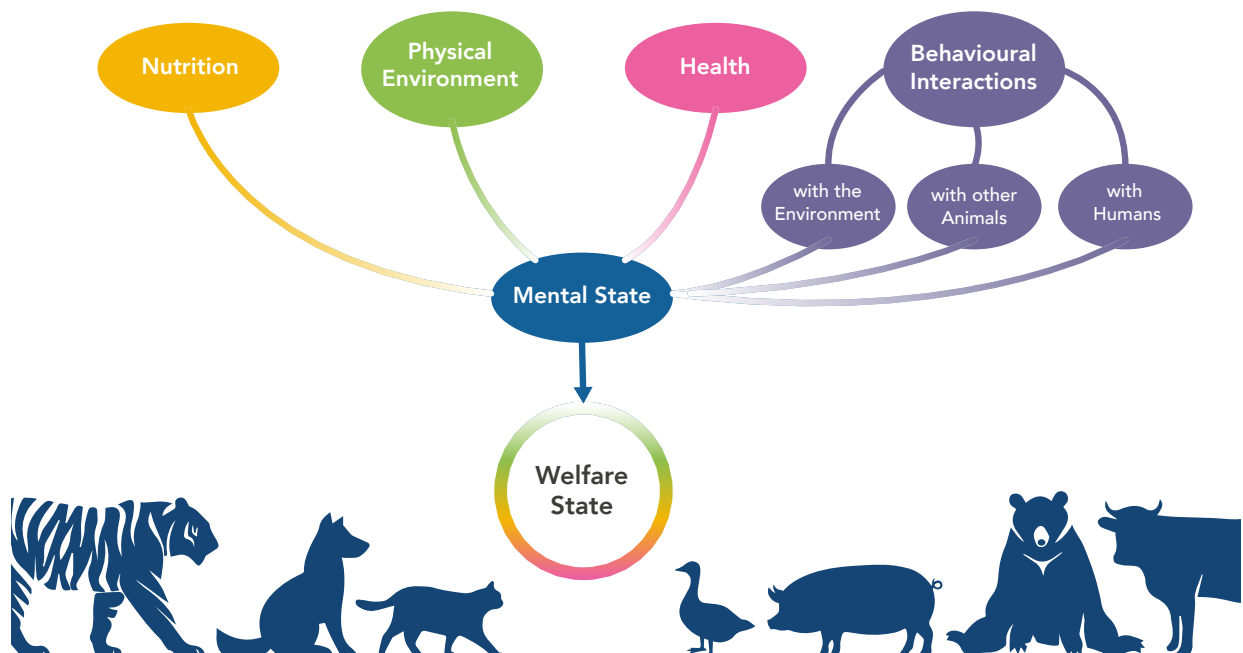 Nutrition
Physical
Environment
Health
Behavioural
Interactions
with the
Environment
with other
Animals
with
Humans
Mental State
Welfare
State